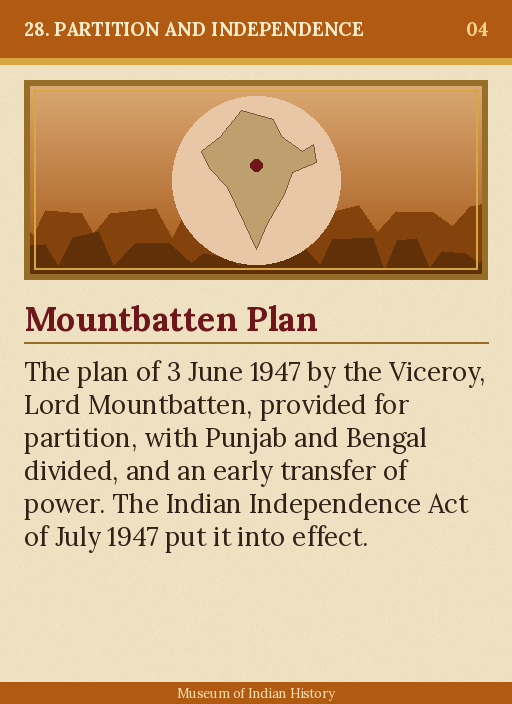 28. PARTITION AND INDEPENDENCE 04
Mountbatten Plan
The plan of 3 June 1947 by the Viceroy,
Lord Mountbatten, provided for
partition, with Punjab and Bengal
divided, and an early transfer of
power. The Indian Independence Act
of July 1947 put it into effect.
Museum of Indian History